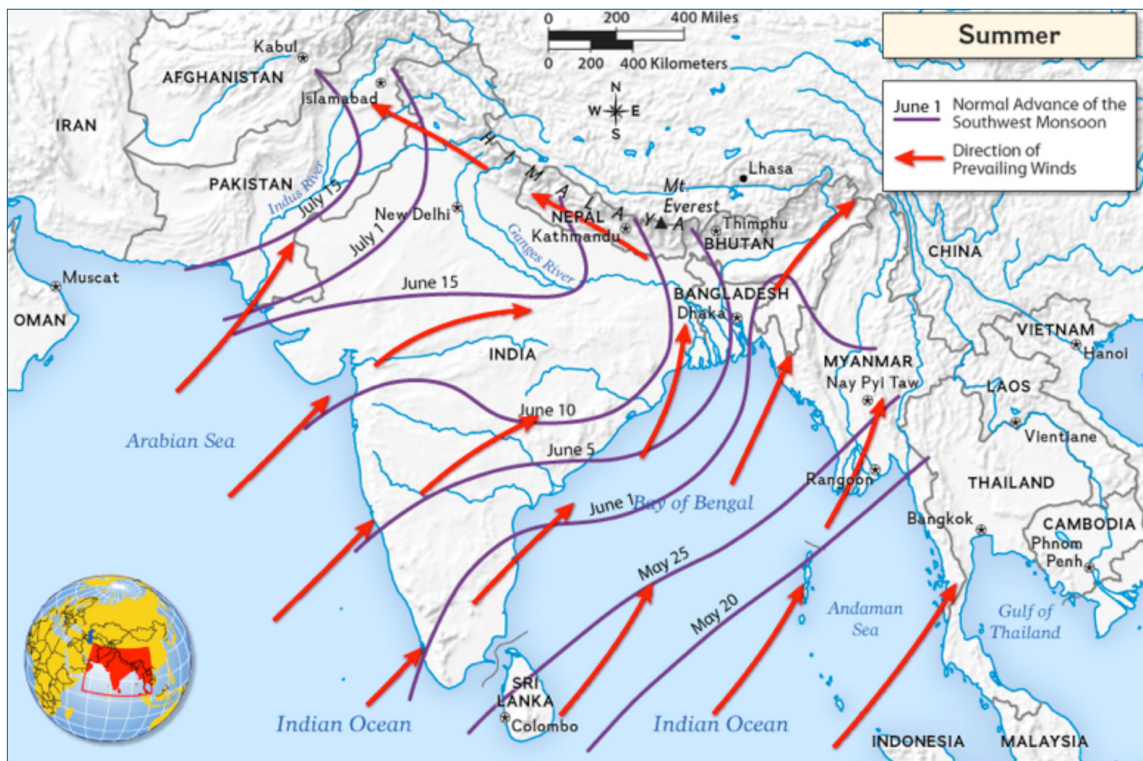 Summer
June 1
Normal Advance of the
Southwest Monsoon
Direction of
Prevailing Winds
0 200 400 Miles
0 200 400 Kilometers
N
W E
S
Kabul
AFGHANISTAN
Islamabad
IRAN
PAKISTAN
Indus River
July 15
July 1
New Delhi
HIMALAYA
Mt.
Everest
Lhasa
NEPAL
Kathmandu
Thimphu
BHUTAN
Ganges River
CHINA
Muscat
OMAN
June 15
BANGLADESH
Dhaka
INDIA
MYANMAR
Nay Pyi Taw
VIETNAM
Hanoi
LAOS
Vientiane
June 10
Arabian Sea
June 5
June 1
Bay of Bengal
Rangoon
THAILAND
Bangkok
CAMBODIA
Phnom
Penh
May 25
May 20
Andaman
Sea
Gulf of
Thailand
SRI
LANKA
Colombo
Indian Ocean
Indian Ocean
INDONESIA
MALAYSIA